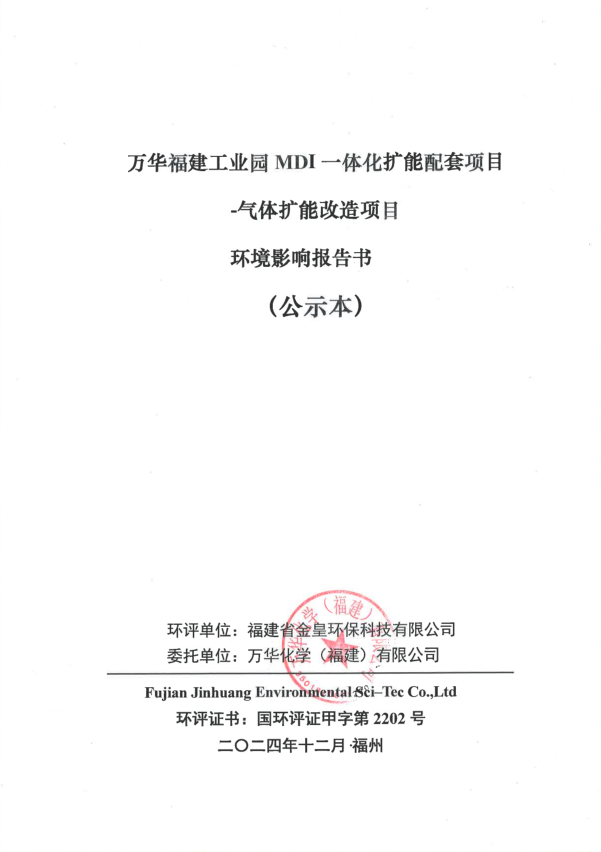 万华福建工业园 MDI 一体化扩能配套项目
-气体扩能改造项目
环境影响报告书
（公示本）
环评单位：福建省金皇环保科技有限公司
委托单位：万华化学（福建）有限公司
Fujian Jinhuang Environmental Sci–Tec Co.,Ltd
环评证书：国环评证甲字第 2202 号
二〇二四年十二月·福州